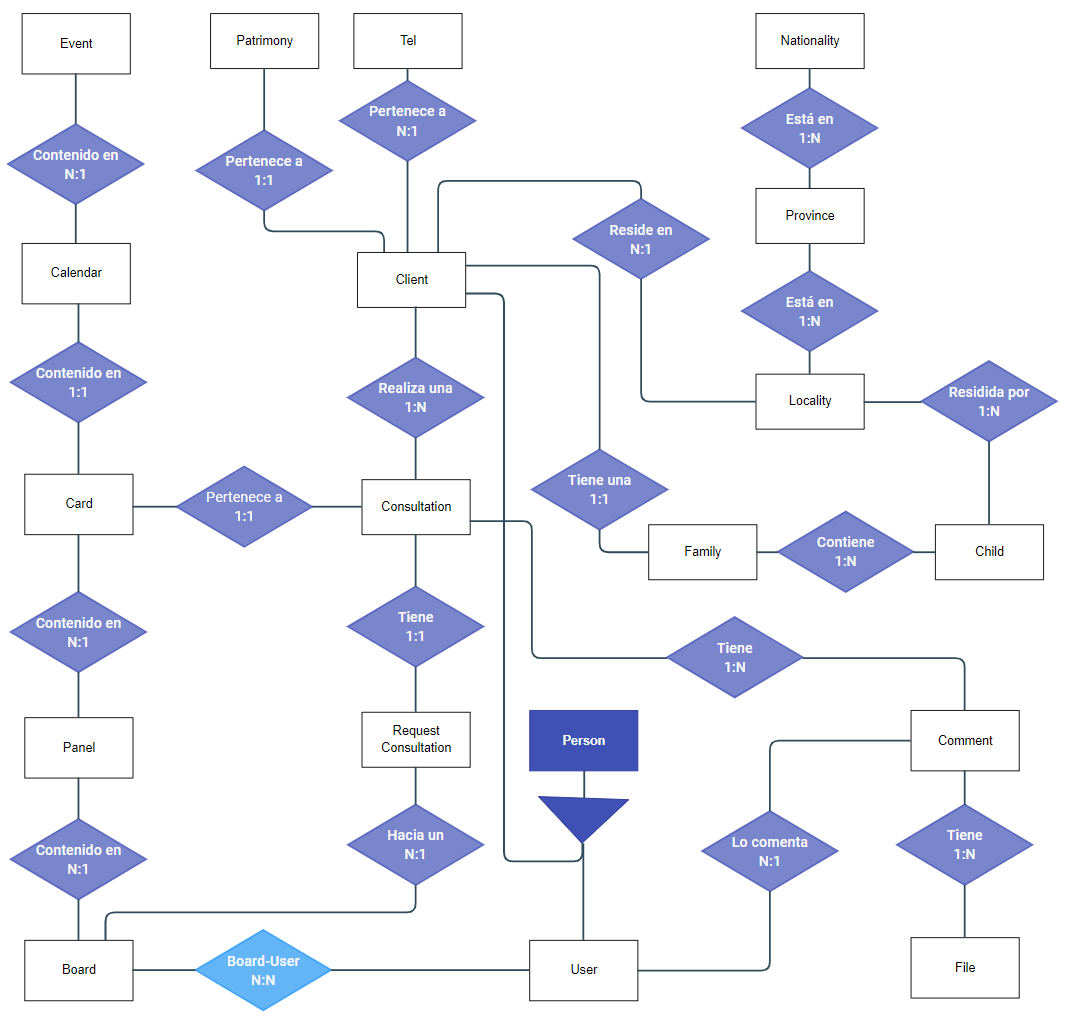 Event
Patrimony
Tel
Nationality
Pertenece a
N:1
Está en
1:N
Contenido en
N:1
Pertenece a
1:1
Province
Reside en
N:1
Calendar
Client
Está en
1:N
Contenido en
1:1
Realiza una
1:N
Locality
Residida por
1:N
Card
Pertenece a
1:1
Consultation
Tiene una
1:1
Family
Contiene
1:N
Child
Contenido en
N:1
Tiene
1:1
Tiene
1:N
Panel
Request
Consultation
Person
Comment
Contenido en
N:1
Hacia un
N:1
Lo comenta
N:1
Tiene
1:N
Board
Board-User
N:N
User
File